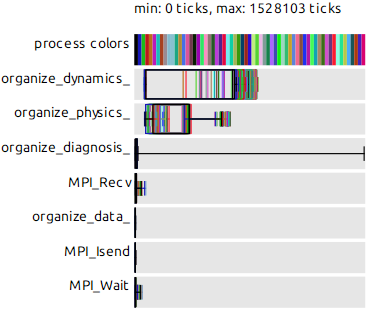 min: 0 ticks, max: 1528103 ticks
process colors
organize_dynamics_
organize_physics_
organize_diagnosis_
MPI_Recv
organize_data_
MPI_Isend
MPI_Wait